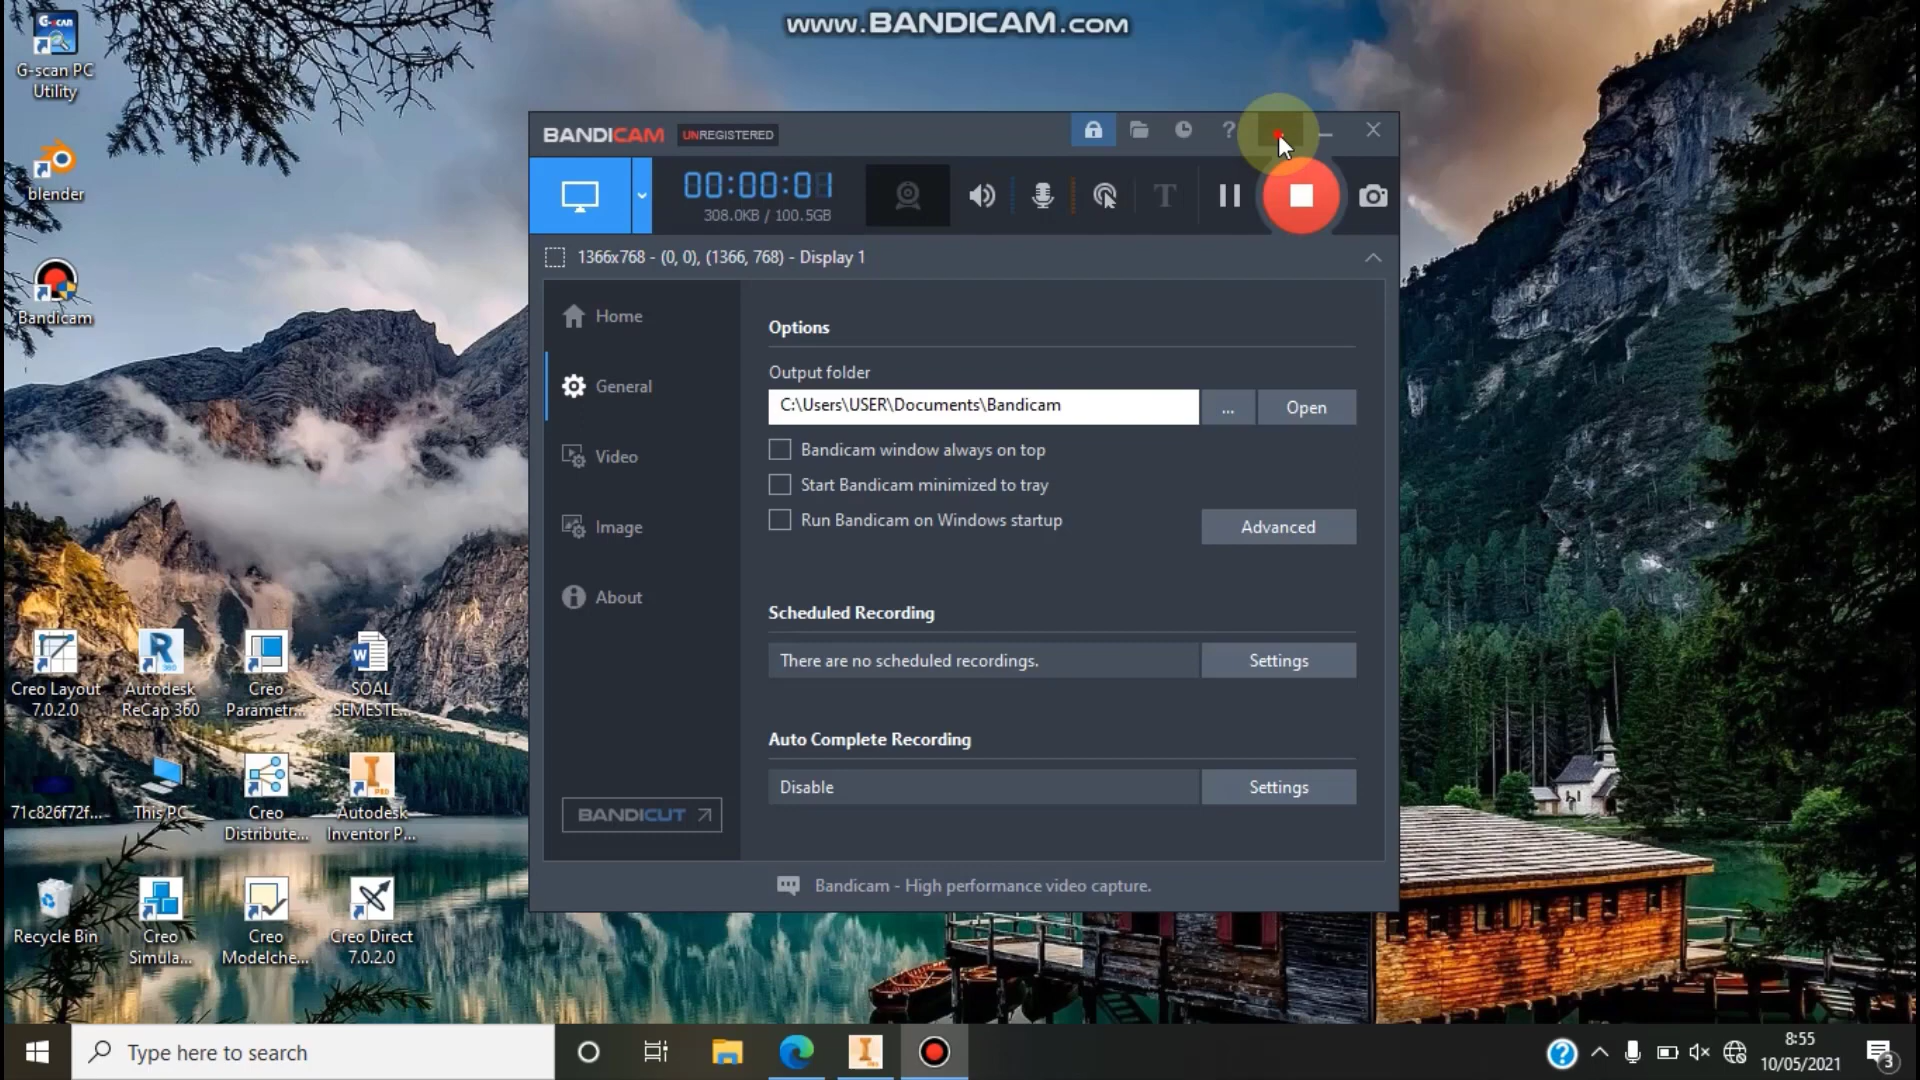 www.BANDICAM.com
G-scan PC
Utility
blender
Bandicam
Creo Layout
7.0.2.0
Autodesk
ReCap 360
Creo
Parametr...
SOAL
SEMESTE...
71c826f72f...
This PC
Creo
Distribute...
Autodesk
Inventor P...
Recycle Bin
Creo
Simula...
Creo
Modelche...
Creo Direct
7.0.2.0
BANDICAM UNREGISTERED
00:00:01
308.0KB / 100.5GB
1366x768 - (0, 0), (1366, 768) - Display 1
Home
General
Video
Image
About
BANDICUT
Options
Output folder
C:\Users\USER\Documents\Bandicam
...
Open
Bandicam window always on top
Start Bandicam minimized to tray
Run Bandicam on Windows startup
Advanced
Scheduled Recording
There are no scheduled recordings.
Settings
Auto Complete Recording
Disable
Settings
Bandicam - High performance video capture.
Type here to search
8:55
10/05/2021
3